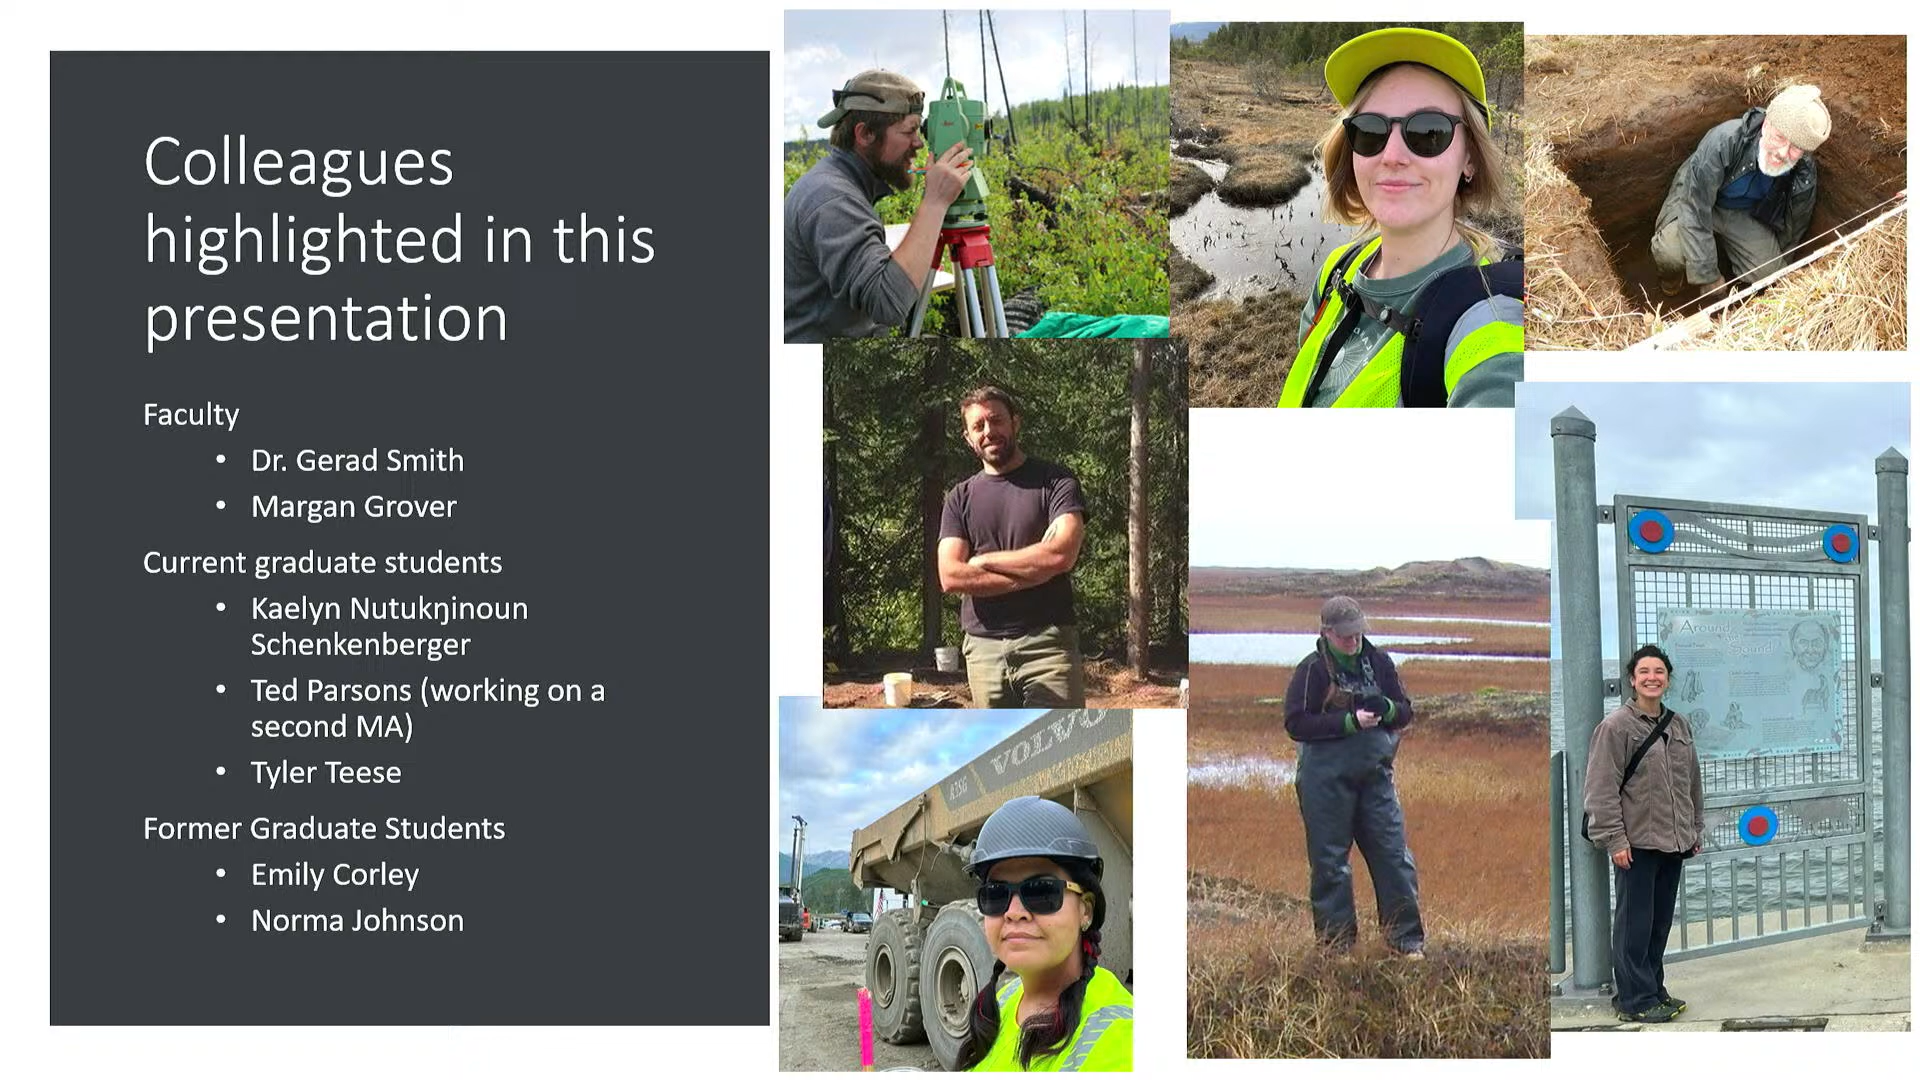 Colleagues
highlighted in this
presentation
Faculty
• Dr. Gerad Smith
• Margan Grover
Current graduate students
• Kaelyn Nutukŋinoun
Schenkenberger
• Ted Parsons (working on a
second MA)
• Tyler Teese
Former Graduate Students
• Emily Corley
• Norma Johnson
VOLVO
Around
the
Sound